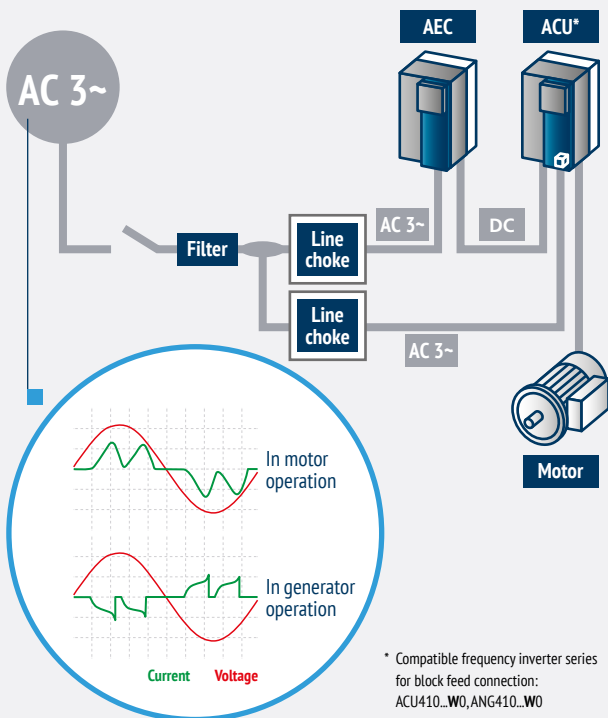 AEC
ACU*
AC 3~
AC 3~
DC
Filter
Line
choke
Line
choke
AC 3~
Motor
In motor
operation
In generator
operation
Current Voltage
* Compatible frequency inverter series
for block feed connection:
ACU410...W0, ANG410...W0